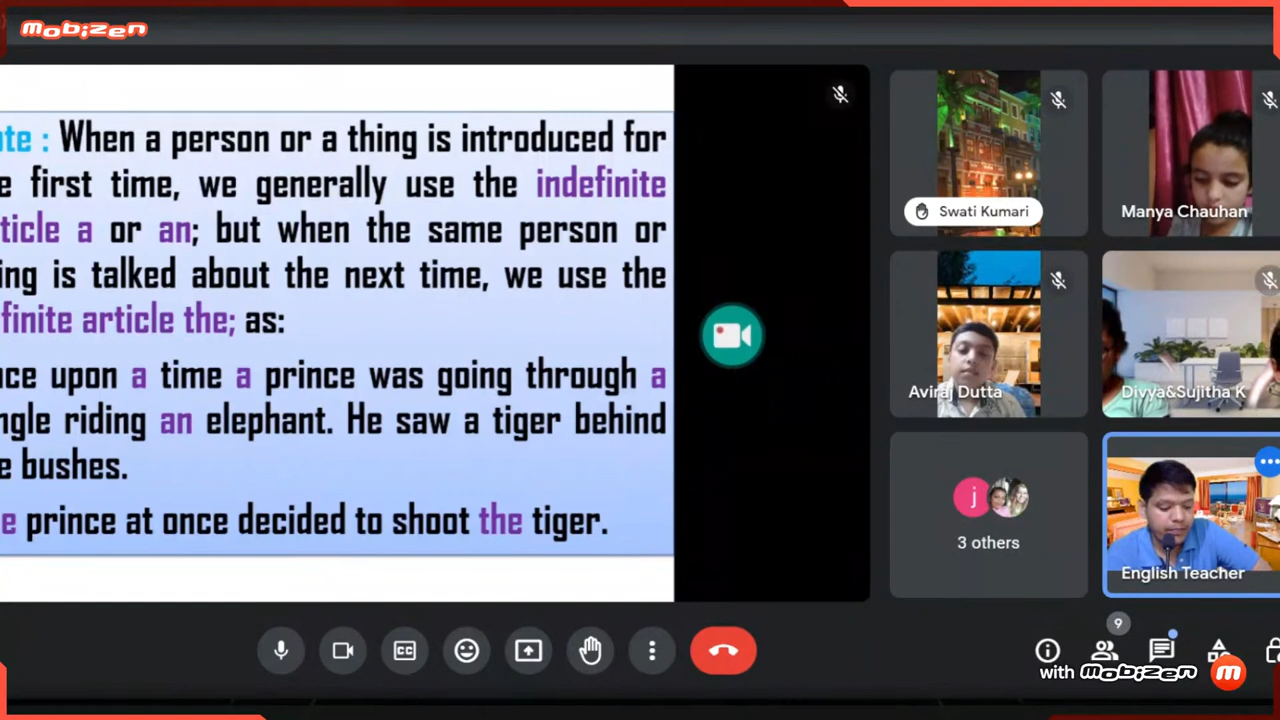 mobizen
te : When a person or a thing is introduced for
e first time, we generally use the indefinite
ticle a or an; but when the same person or
ng is talked about the next time, we use the
finite article the; as:
nce upon a time a prince was going through a
ngle riding an elephant. He saw a tiger behind
e bushes.
e prince at once decided to shoot the tiger.
Swati Kumari
Manya Chauhan
Aviraj Dutta
Divya&Sujitha K
j
3 others
English Teacher
CC
9
with mobizen m